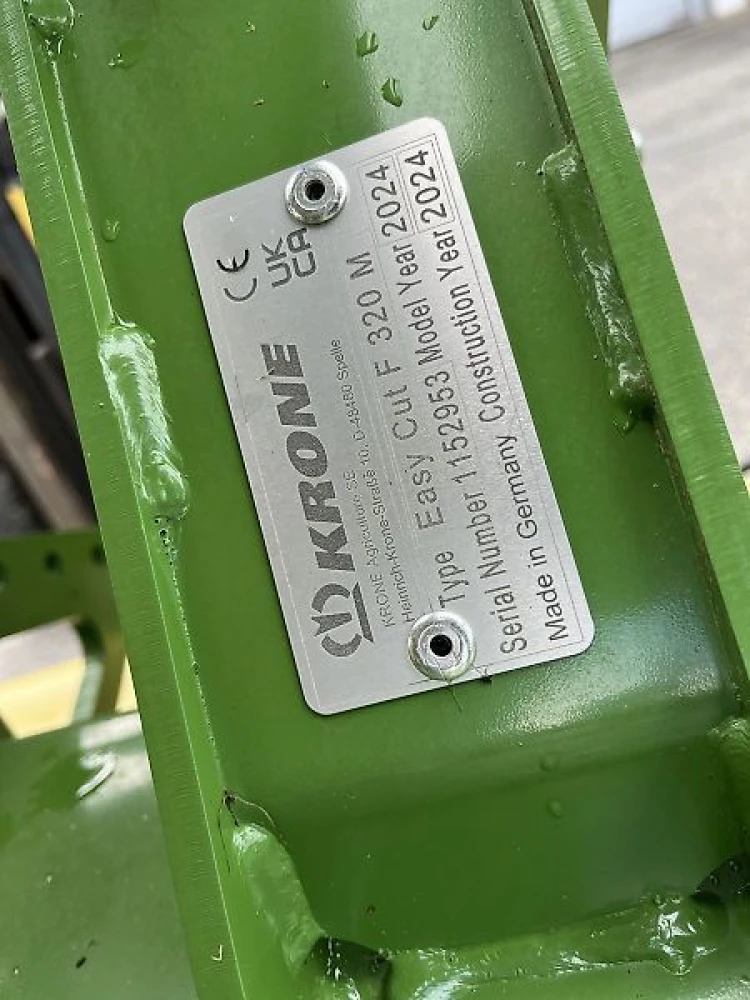 CE
UK
CA
KRONE
KRONE Agriculture SE
Heinrich-Krone-Straße 10, D-48480 Spelle
Type Easy Cut F 320 M
Serial Number 1152953 Model Year 2024
Made in Germany Construction Year 2024